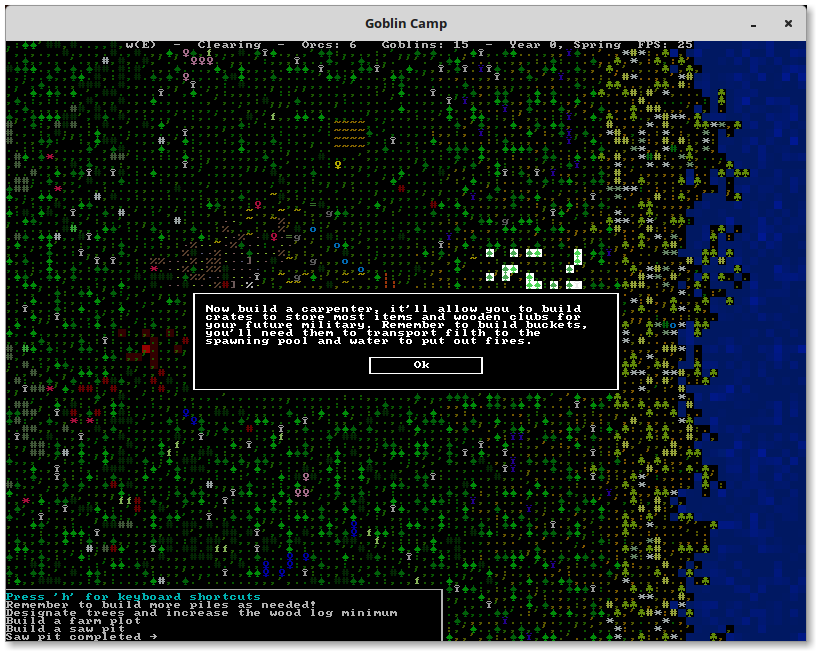 Goblin Camp
w(E) - Clearing - Orcs: 6 Goblins: 15 - Year 0, Spring FPS: 25
Now build a carpenter, it'll allow you to build
crates to store most items and wooden clubs for
your future military. Remember to build buckets,
you'll need them to transport filth to the
spawning pool and water to put out fires.
Ok
Press 'h' for keyboard shortcuts
Remember to build more piles as needed!
Designate trees and increase the wood log minimum
Build a farm plot
Build a saw pit
Saw pit completed →